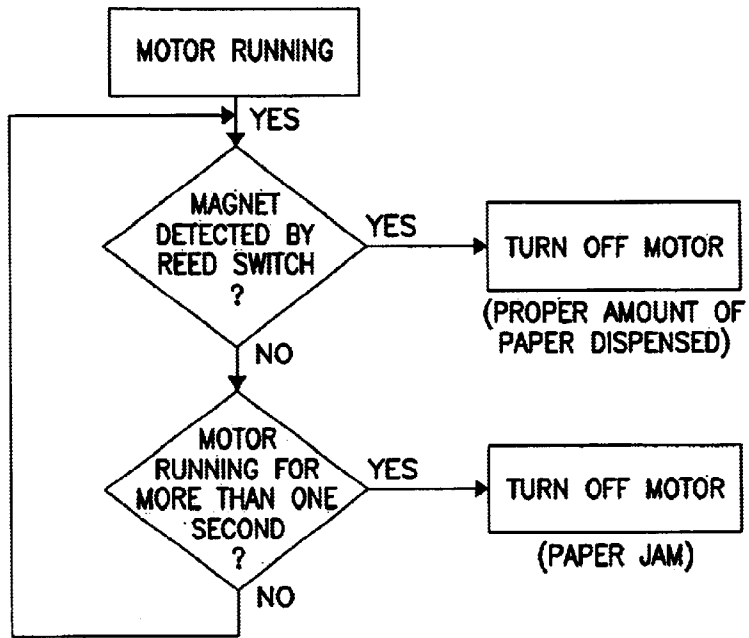 MOTOR RUNNING
YES
MAGNET
DETECTED BY
REED SWITCH
?
YES
TURN OFF MOTOR
(PROPER AMOUNT OF
PAPER DISPENSED)
NO
MOTOR
RUNNING FOR
MORE THAN ONE
SECOND
?
YES
TURN OFF MOTOR
(PAPER JAM)
NO